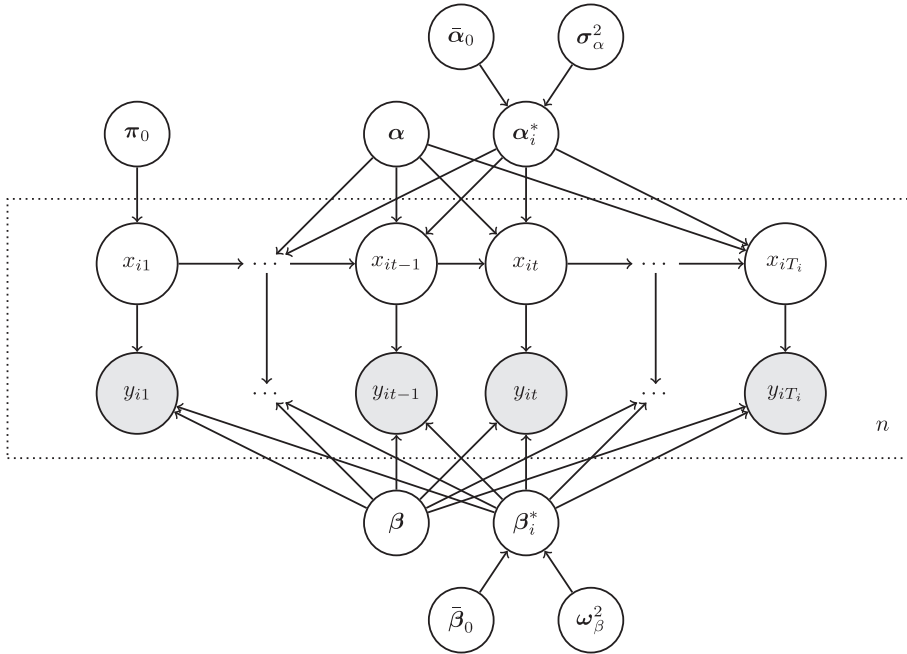 ᾱ₀ σ²_α
π₀ α α*_i
x_{i1} ... x_{it−1} x_{it} ... x_{iT_i}
y_{i1} ... y_{it−1} y_{it} ... y_{iT_i}
n
β β*_i
β̄₀ ω²_β